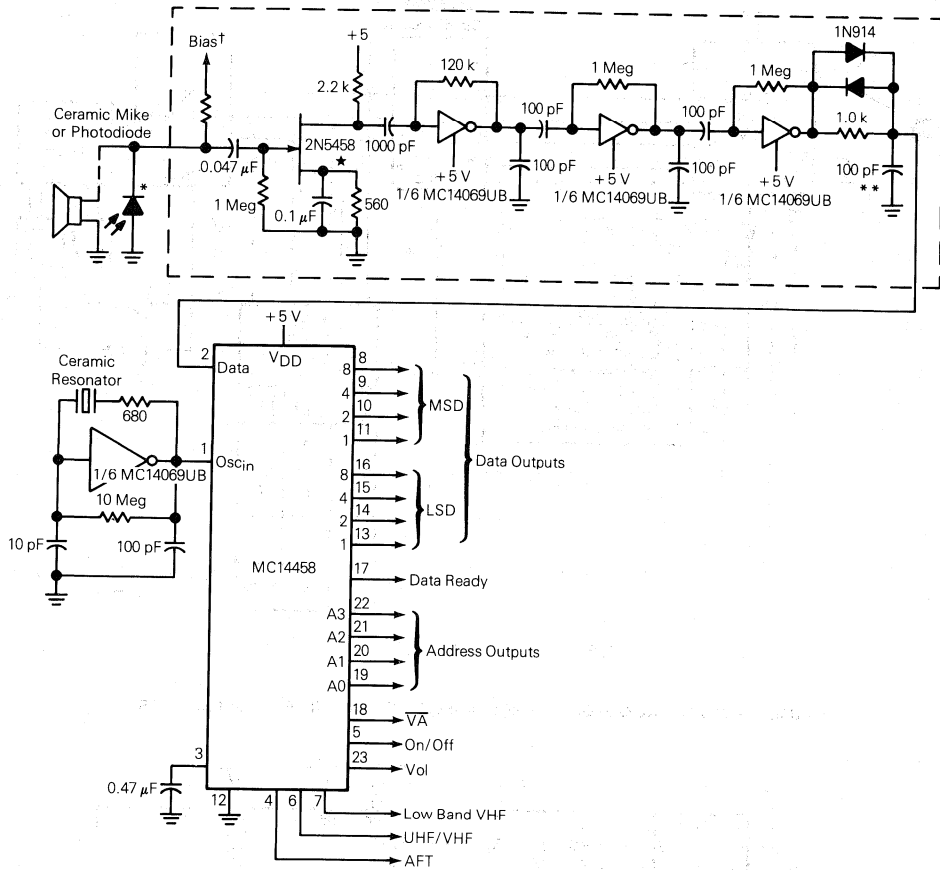 Bias†
+5
1N914
120 k
1 Meg
1 Meg
2.2 k
Ceramic Mike
or Photodiode
100 pF
100 pF
1.0 k
2N5458
1000 pF
0.047 µF
★
100 pF
100 pF
100 pF
**
*
+5 V
+5 V
+5 V
1/6 MC14069UB
1/6 MC14069UB
1/6 MC14069UB
1 Meg
0.1 µF
560
+5 V
2
Data
VDD
8
8
MSD
9
4
10
2
11
1
Ceramic
Resonator
680
1
Oscin
1/6 MC14069UB
10 Meg
10 pF
100 pF
16
8
LSD
15
4
14
2
13
1
Data Outputs
MC14458
17
Data Ready
22
A3
21
A2
20
A1
19
A0
Address Outputs
18
VA
5
On/Off
23
Vol
3
0.47 µF
12
4
6
7
Low Band VHF
UHF/VHF
AFT